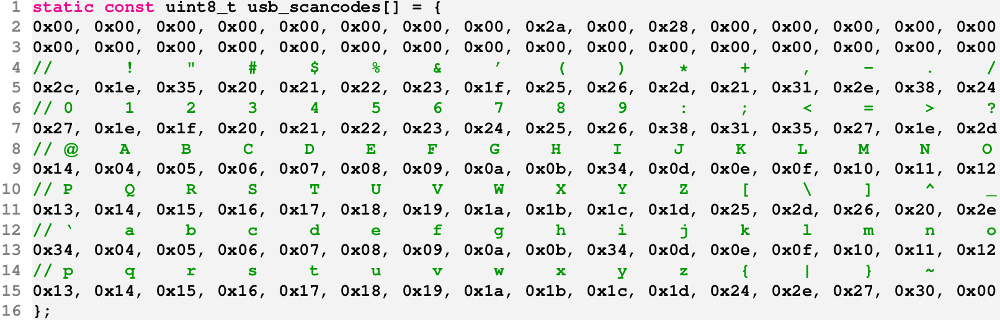 1 static const uint8_t usb_scancodes[] = {
2 0x00, 0x00, 0x00, 0x00, 0x00, 0x00, 0x00, 0x00, 0x2a, 0x00, 0x28, 0x00, 0x00, 0x00, 0x00, 0x00
3 0x00, 0x00, 0x00, 0x00, 0x00, 0x00, 0x00, 0x00, 0x00, 0x00, 0x00, 0x00, 0x00, 0x00, 0x00, 0x00
4 // ! " # $ % & ′ ( ) * + , - . /
5 0x2c, 0x1e, 0x35, 0x20, 0x21, 0x22, 0x23, 0x1f, 0x25, 0x26, 0x2d, 0x21, 0x31, 0x2e, 0x38, 0x24
6 // 0 1 2 3 4 5 6 7 8 9 : ; < = > ?
7 0x27, 0x1e, 0x1f, 0x20, 0x21, 0x22, 0x23, 0x24, 0x25, 0x26, 0x38, 0x31, 0x35, 0x27, 0x1e, 0x2d
8 // @ A B C D E F G H I J K L M N O
9 0x14, 0x04, 0x05, 0x06, 0x07, 0x08, 0x09, 0x0a, 0x0b, 0x34, 0x0d, 0x0e, 0x0f, 0x10, 0x11, 0x12
10 // P Q R S T U V W X Y Z [ \ ] ^ _
11 0x13, 0x14, 0x15, 0x16, 0x17, 0x18, 0x19, 0x1a, 0x1b, 0x1c, 0x1d, 0x25, 0x2d, 0x26, 0x20, 0x2e
12 // ` a b c d e f g h i j k l m n o
13 0x34, 0x04, 0x05, 0x06, 0x07, 0x08, 0x09, 0x0a, 0x0b, 0x34, 0x0d, 0x0e, 0x0f, 0x10, 0x11, 0x12
14 // p q r s t u v w x y z { | } ~
15 0x13, 0x14, 0x15, 0x16, 0x17, 0x18, 0x19, 0x1a, 0x1b, 0x1c, 0x1d, 0x24, 0x2e, 0x27, 0x30, 0x00
16 };